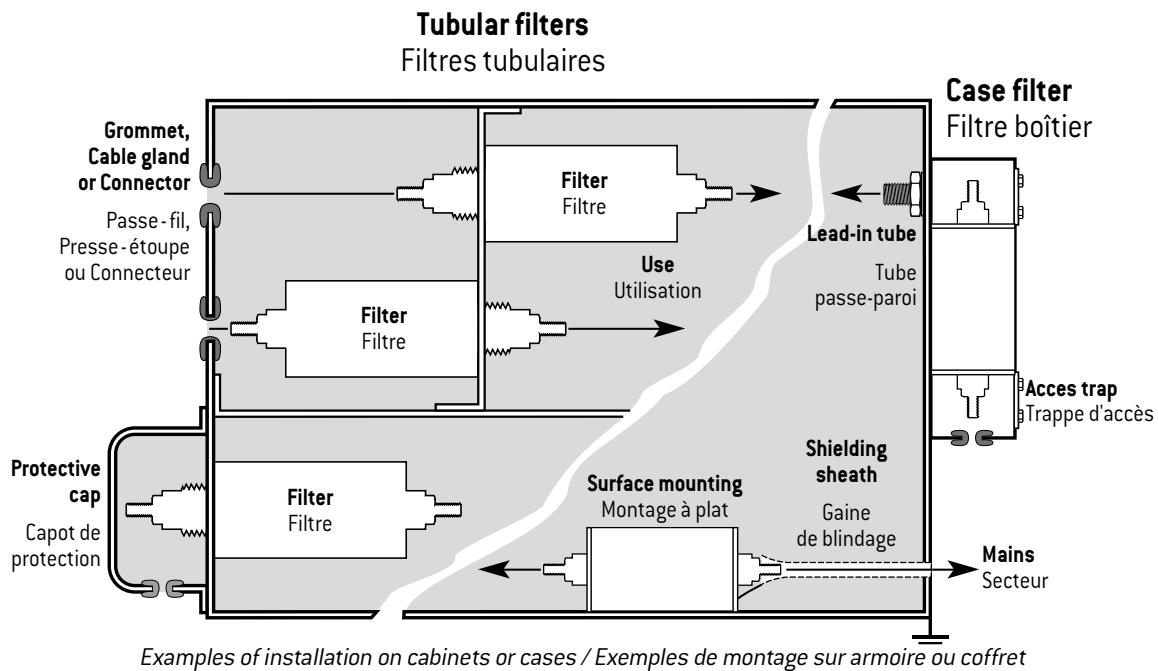 Tubular filters
Filtres tubulaires
Case filter
Filtre boîtier
Grommet,
Cable gland
or Connector
Passe-fil,
Presse-étoupe
ou Connecteur
Filter
Filtre
Lead-in tube
Tube
passe-paroi
Use
Utilisation
Filter
Filtre
Acces trap
Trappe d'accès
Protective
cap
Capot de
protection
Filter
Filtre
Surface mounting
Montage à plat
Shielding
sheath
Gaine
de blindage
Mains
Secteur
Examples of installation on cabinets or cases / Exemples de montage sur armoire ou coffret